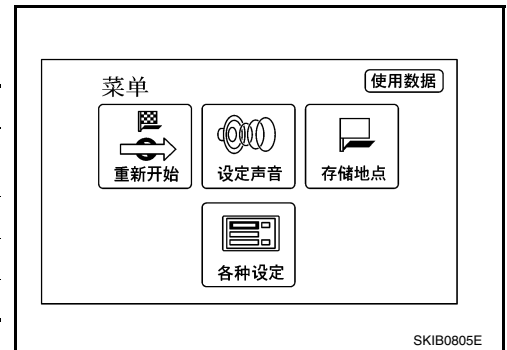 菜单
使用数据
重新开始
设定声音
存储地点
各种设定
SKIB0805E